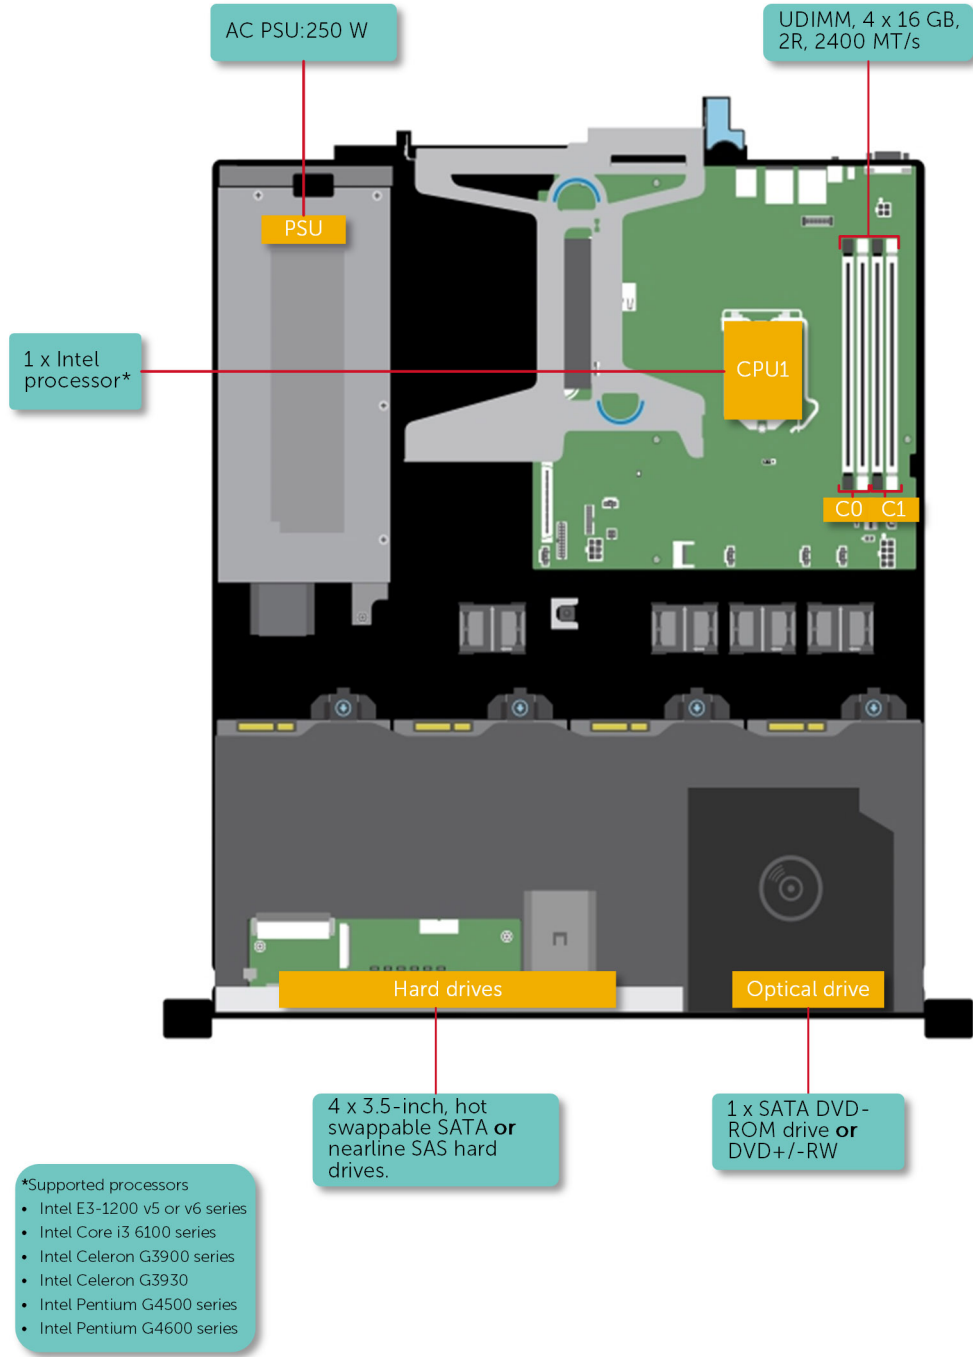 AC PSU:250 W
UDIMM, 4 x 16 GB,
2R, 2400 MT/s
PSU
1 x Intel
processor*
CPU1
C0 C1
Hard drives
Optical drive
4 x 3.5-inch, hot
swappable SATA or
nearline SAS hard
drives.
1 x SATA DVD-
ROM drive or
DVD+/-RW
*Supported processors
• Intel E3-1200 v5 or v6 series
• Intel Core i3 6100 series
• Intel Celeron G3900 series
• Intel Celeron G3930
• Intel Pentium G4500 series
• Intel Pentium G4600 series